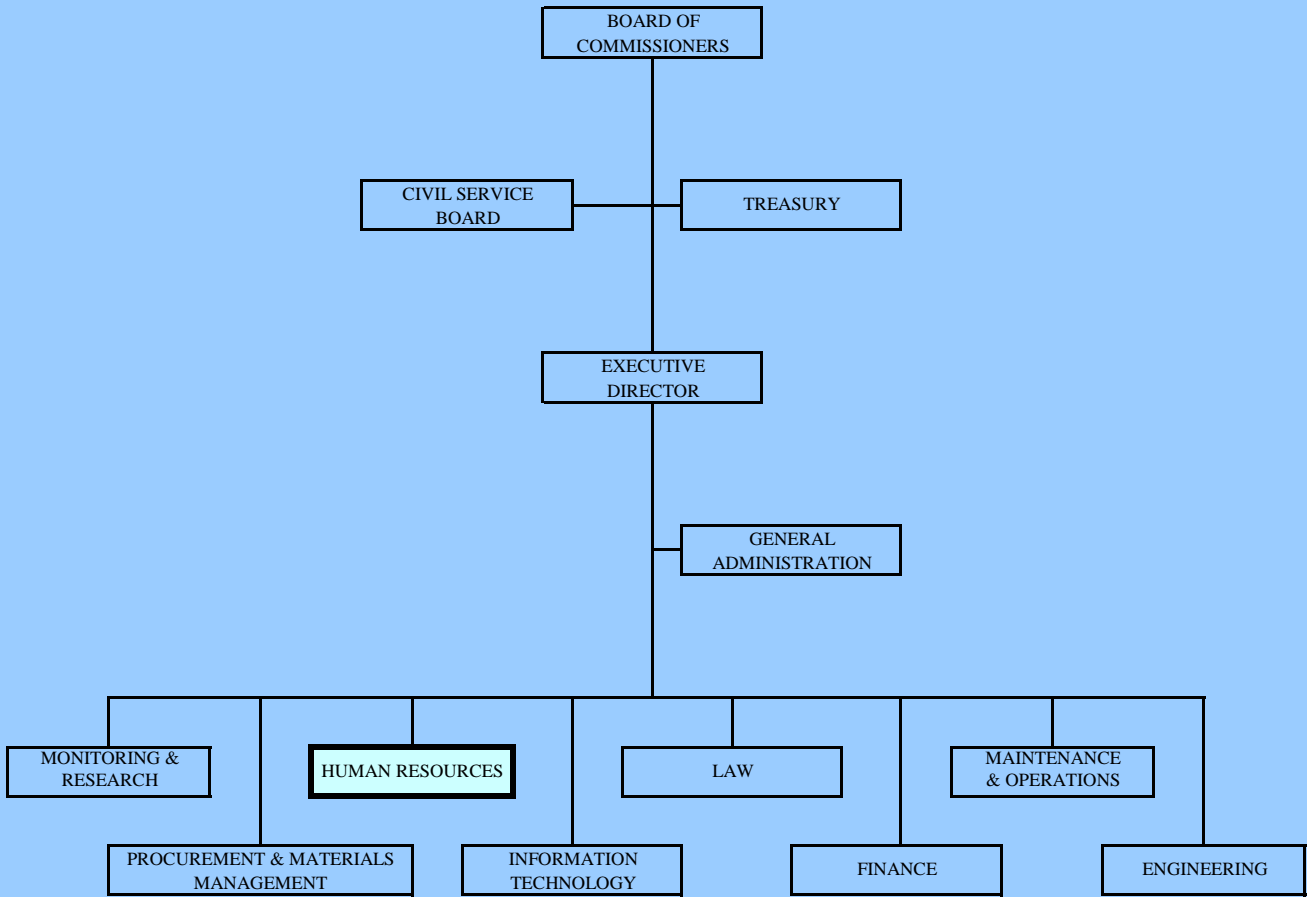 BOARD OF
COMMISSIONERS
CIVIL SERVICE
BOARD
TREASURY
EXECUTIVE
DIRECTOR
GENERAL
ADMINISTRATION
MONITORING &
RESEARCH
HUMAN RESOURCES
LAW
MAINTENANCE
& OPERATIONS
PROCUREMENT & MATERIALS
MANAGEMENT
INFORMATION
TECHNOLOGY
FINANCE
ENGINEERING